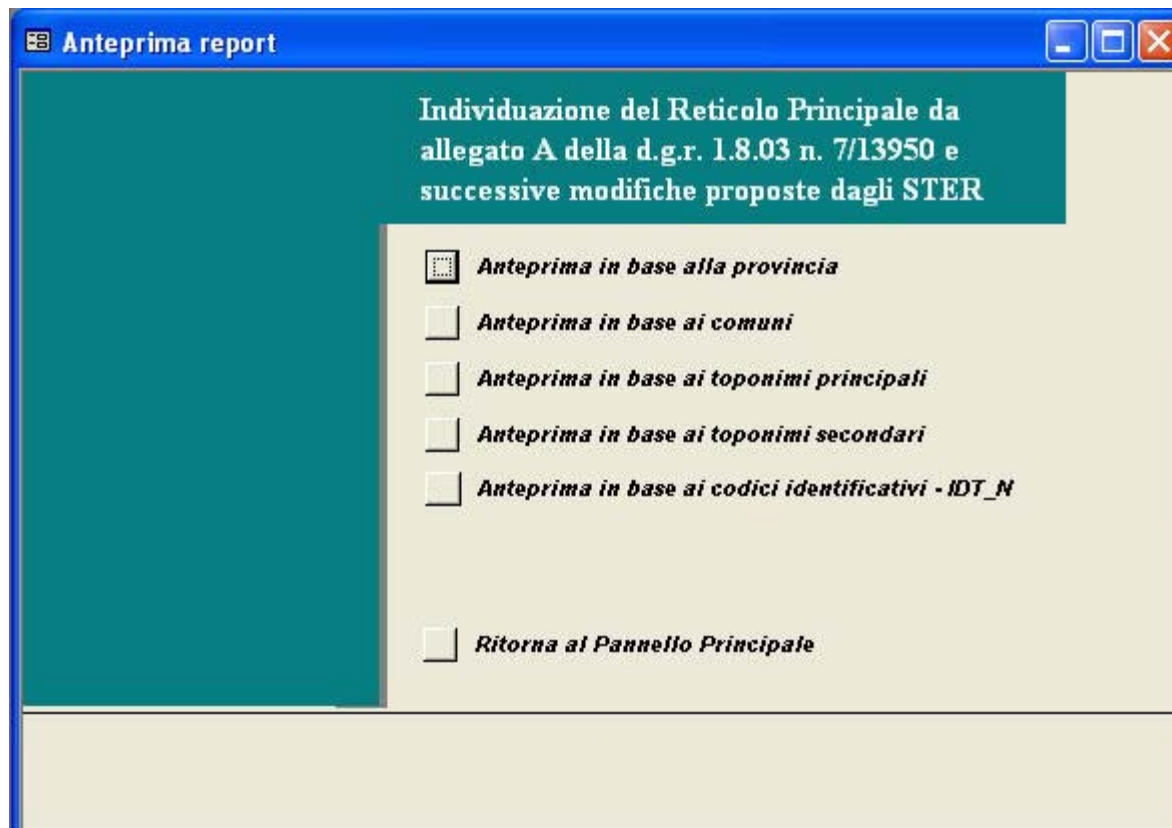 Anteprima report
Individuazione del Reticolo Principale da
allegato A della d.g.r. 1.8.03 n. 7/13950 e
successive modifiche proposte dagli STER
Anteprima in base alla provincia
Anteprima in base ai comuni
Anteprima in base ai toponimi principali
Anteprima in base ai toponimi secondari
Anteprima in base ai codici identificativi - IDT_N
Ritorna al Pannello Principale